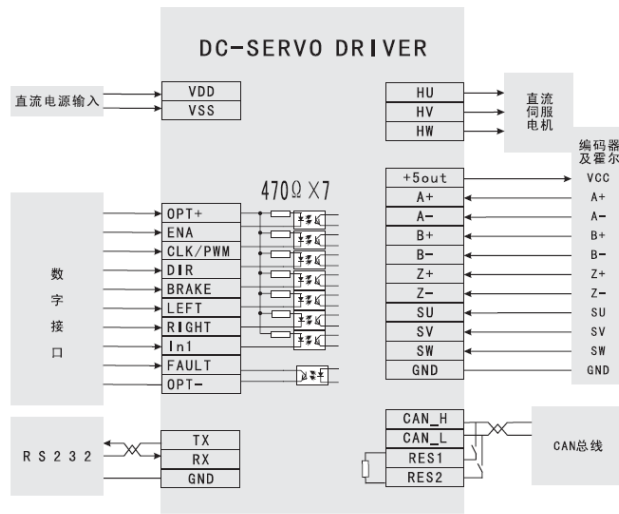 DC-SERVO DRIVER
直流电源输入
VDD
VSS
HU
HV
HW
直流
伺服
电机
编码器
及霍尔
470Ω×7
数
字
接
口
OPT+
ENA
CLK/PWM
DIR
BRAKE
LEFT
RIGHT
In1
FAULT
OPT-
+5out
A+
A-
B+
B-
Z+
Z-
SU
SV
SW
GND
VCC
A+
A-
B+
B-
Z+
Z-
SU
SV
SW
GND
RS232
TX
RX
GND
CAN_H
CAN_L
RES1
RES2
CAN总线